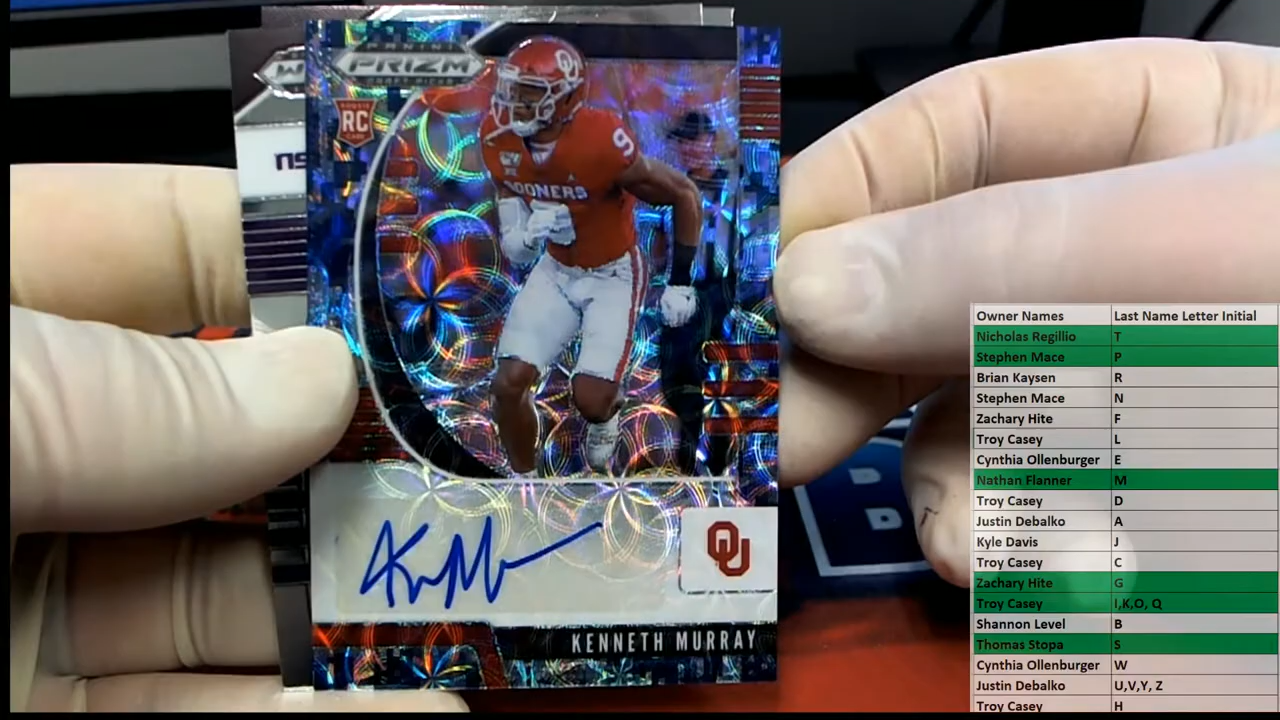 PANINI
PRIZM
DRAFT PICKS
ROOKIE
RC
CARD
W
OU
9
SOONERS
OU
KENNETH MURRAY
Owner Names Last Name Letter Initial
Nicholas Regillio T
Stephen Mace P
Brian Kaysen R
Stephen Mace N
Zachary Hite F
Troy Casey L
Cynthia Ollenburger E
Nathan Flanner M
Troy Casey D
Justin Debalko A
Kyle Davis J
Troy Casey C
Zachary Hite G
Troy Casey I,K,O, Q
Shannon Level B
Thomas Stopa S
Cynthia Ollenburger W
Justin Debalko U,V,Y, Z
Troy Casey H